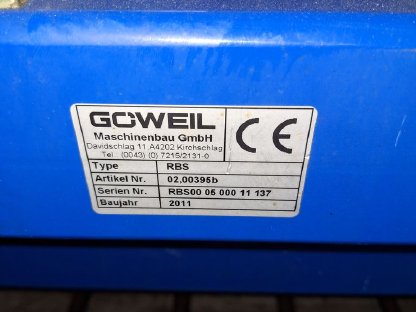 GÖWEIL
Maschinenbau GmbH
Davidschlag 11, A4202 Kirchschlag
Tel.: (0043) (0) 7215/2131-0
CE
Type RBS
Artikel Nr. 02,00395b
Serien Nr. RBS00 05 000 11 137
Baujahr 2011